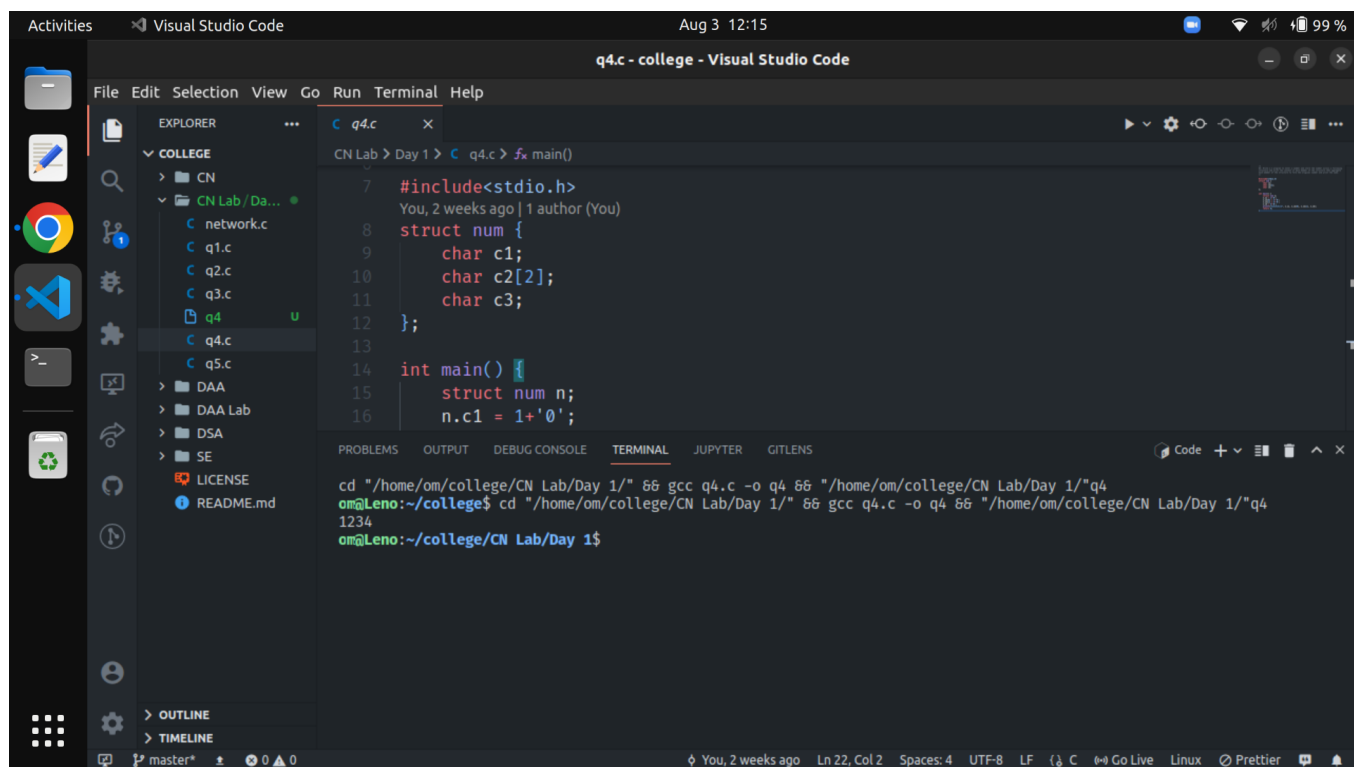 Activities Visual Studio Code Aug 3 12:15 99 %
q4.c - college - Visual Studio Code
File Edit Selection View Go Run Terminal Help
EXPLORER
COLLEGE
CN
CN Lab / Da...
C network.c
C q1.c
C q2.c
C q3.c
q4 U
C q4.c
C q5.c
DAA
DAA Lab
DSA
SE
LICENSE
README.md
OUTLINE
TIMELINE
1
C q4.c
CN Lab > Day 1 > C q4.c > main()
7 #include<stdio.h>
You, 2 weeks ago | 1 author (You)
8 struct num {
9 char c1;
10 char c2[2];
11 char c3;
12 };
13
14 int main() {
15 struct num n;
16 n.c1 = 1+'0';
PROBLEMS OUTPUT DEBUG CONSOLE TERMINAL JUPYTER GITLENS Code
cd "/home/om/college/CN Lab/Day 1/" && gcc q4.c -o q4 && "/home/om/college/CN Lab/Day 1/"q4
om@Leno:~/college$ cd "/home/om/college/CN Lab/Day 1/" && gcc q4.c -o q4 && "/home/om/college/CN Lab/Day 1/"q4
1234
om@Leno:~/college/CN Lab/Day 1$
master* 0 0 You, 2 weeks ago Ln 22, Col 2 Spaces: 4 UTF-8 LF C Go Live Linux Prettier